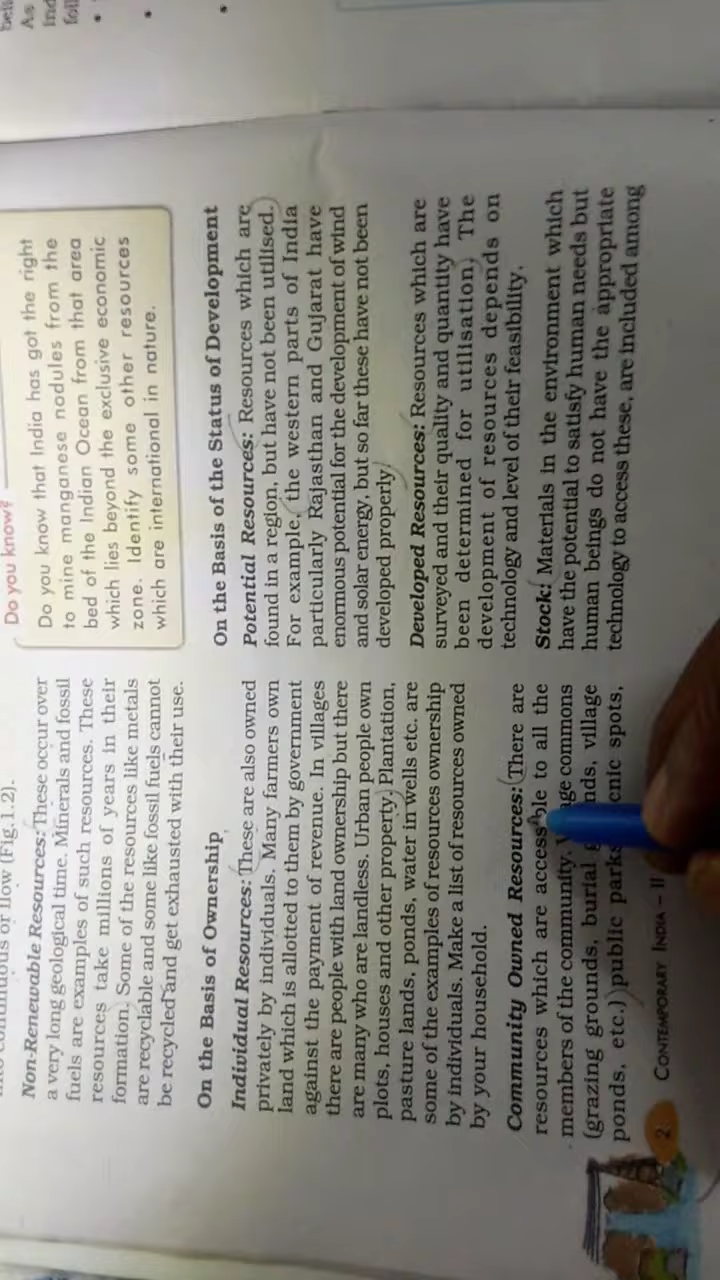 Non-Renewable Resources: These occur over
a very long geological time. Minerals and fossil
fuels are examples of such resources. These
resources take millions of years in their
formation. Some of the resources like metals
are recyclable and some like fossil fuels cannot
be recycled and get exhausted with their use.
On the Basis of Ownership
Individual Resources: These are also owned
privately by individuals. Many farmers own
land which is allotted to them by government
against the payment of revenue. In villages
there are people with land ownership but there
are many who are landless. Urban people own
plots, houses and other property. Plantation,
pasture lands, ponds, water in wells etc. are
some of the examples of resources ownership
by individuals. Make a list of resources owned
by your household.
Community Owned Resources: There are
resources which are accessible to all the
members of the community. commons
(grazing grounds, burial village
ponds, etc.) public parks spots,
2 CONTEMPORARY INDIA – II
Do you know?
Do you know that India has got the right
to mine manganese nodules from the
bed of the Indian Ocean from that area
which lies beyond the exclusive economic
zone. Identify some other resources
which are international in nature.
On the Basis of the Status of Development
Potential Resources: Resources which are
found in a region, but have not been utilised.
For example, the western parts of India
particularly Rajasthan and Gujarat have
enormous potential for the development of wind
and solar energy, but so far these have not been
developed properly.
Developed Resources: Resources which are
surveyed and their quality and quantity have
been determined for utilisation. The
development of resources depends on
technology and level of their feasibility.
Stock: Materials in the environment which
have the potential to satisfy human needs but
human beings do not have the appropriate
technology to access these, are included among